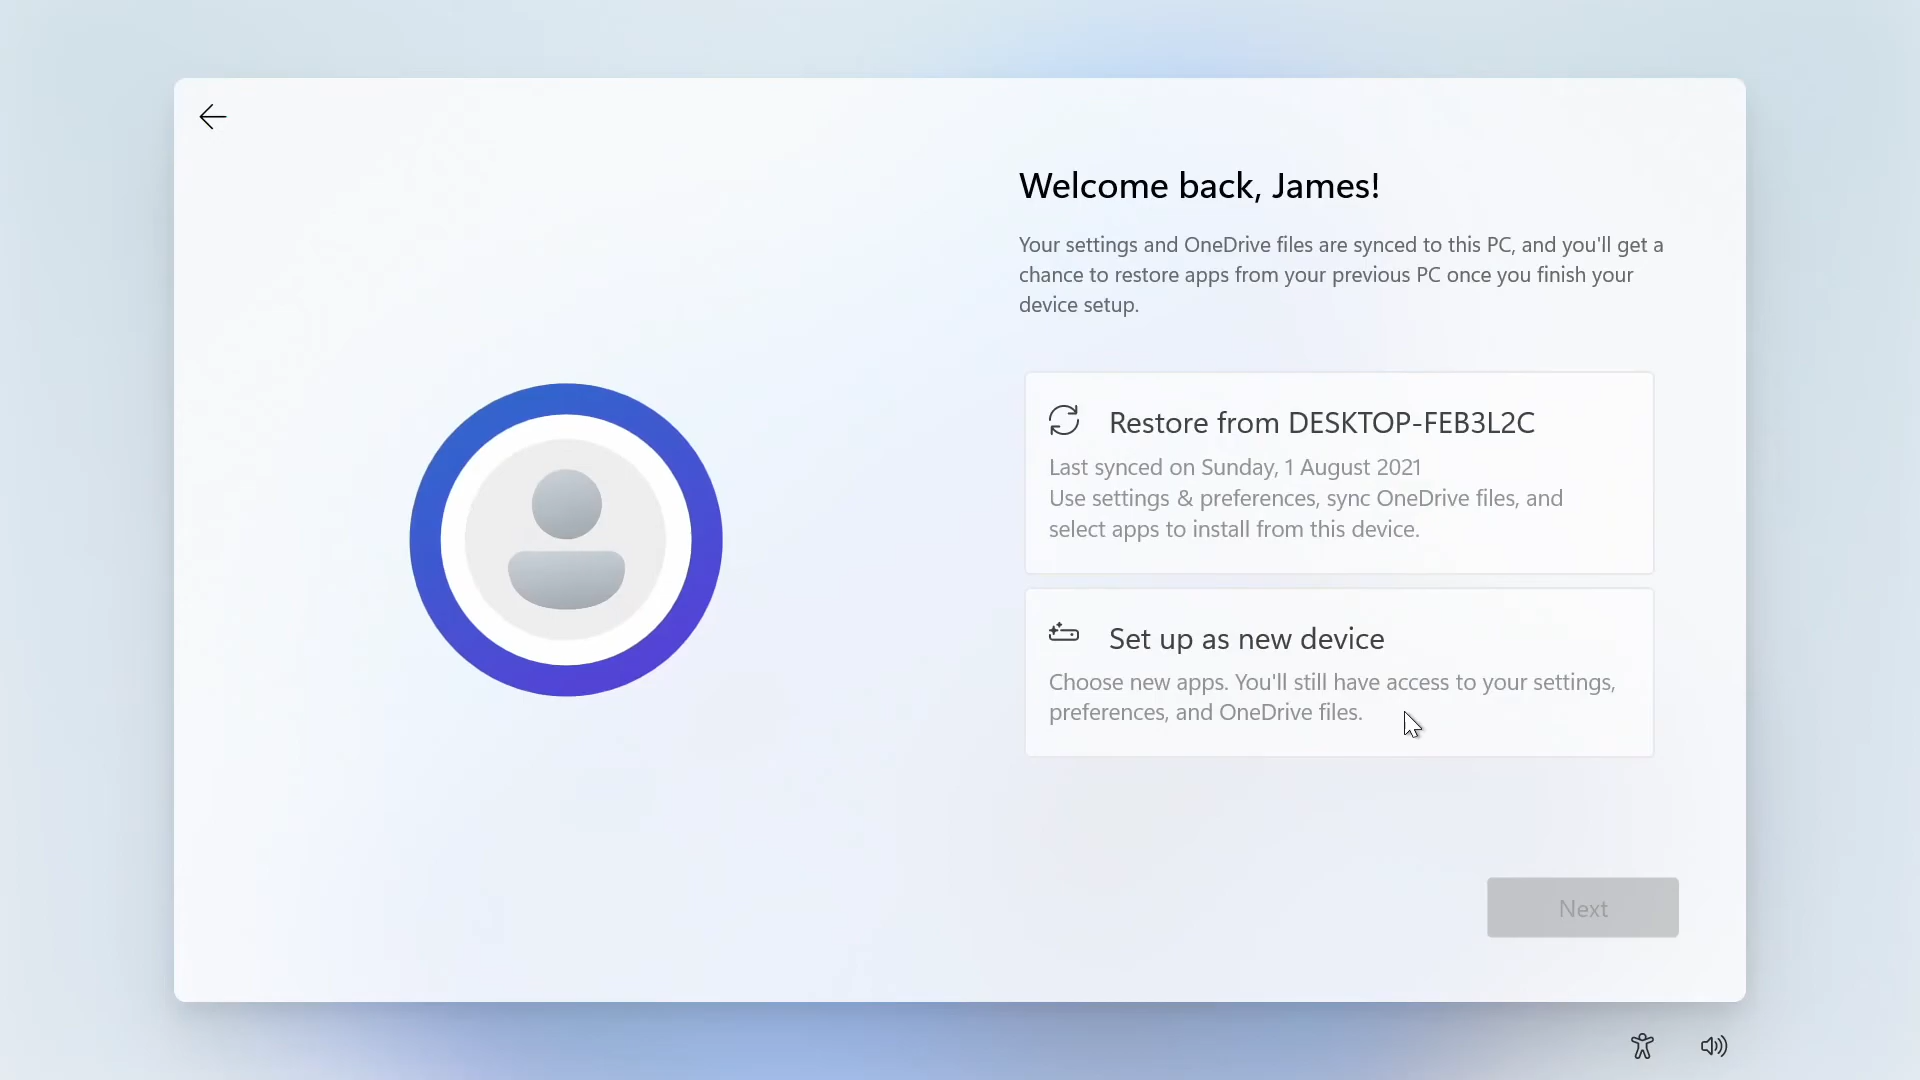 Welcome back, James!
Your settings and OneDrive files are synced to this PC, and you'll get a
chance to restore apps from your previous PC once you finish your
device setup.
Restore from DESKTOP-FEB3L2C
Last synced on Sunday, 1 August 2021
Use settings & preferences, sync OneDrive files, and
select apps to install from this device.
Set up as new device
Choose new apps. You'll still have access to your settings,
preferences, and OneDrive files.
Next